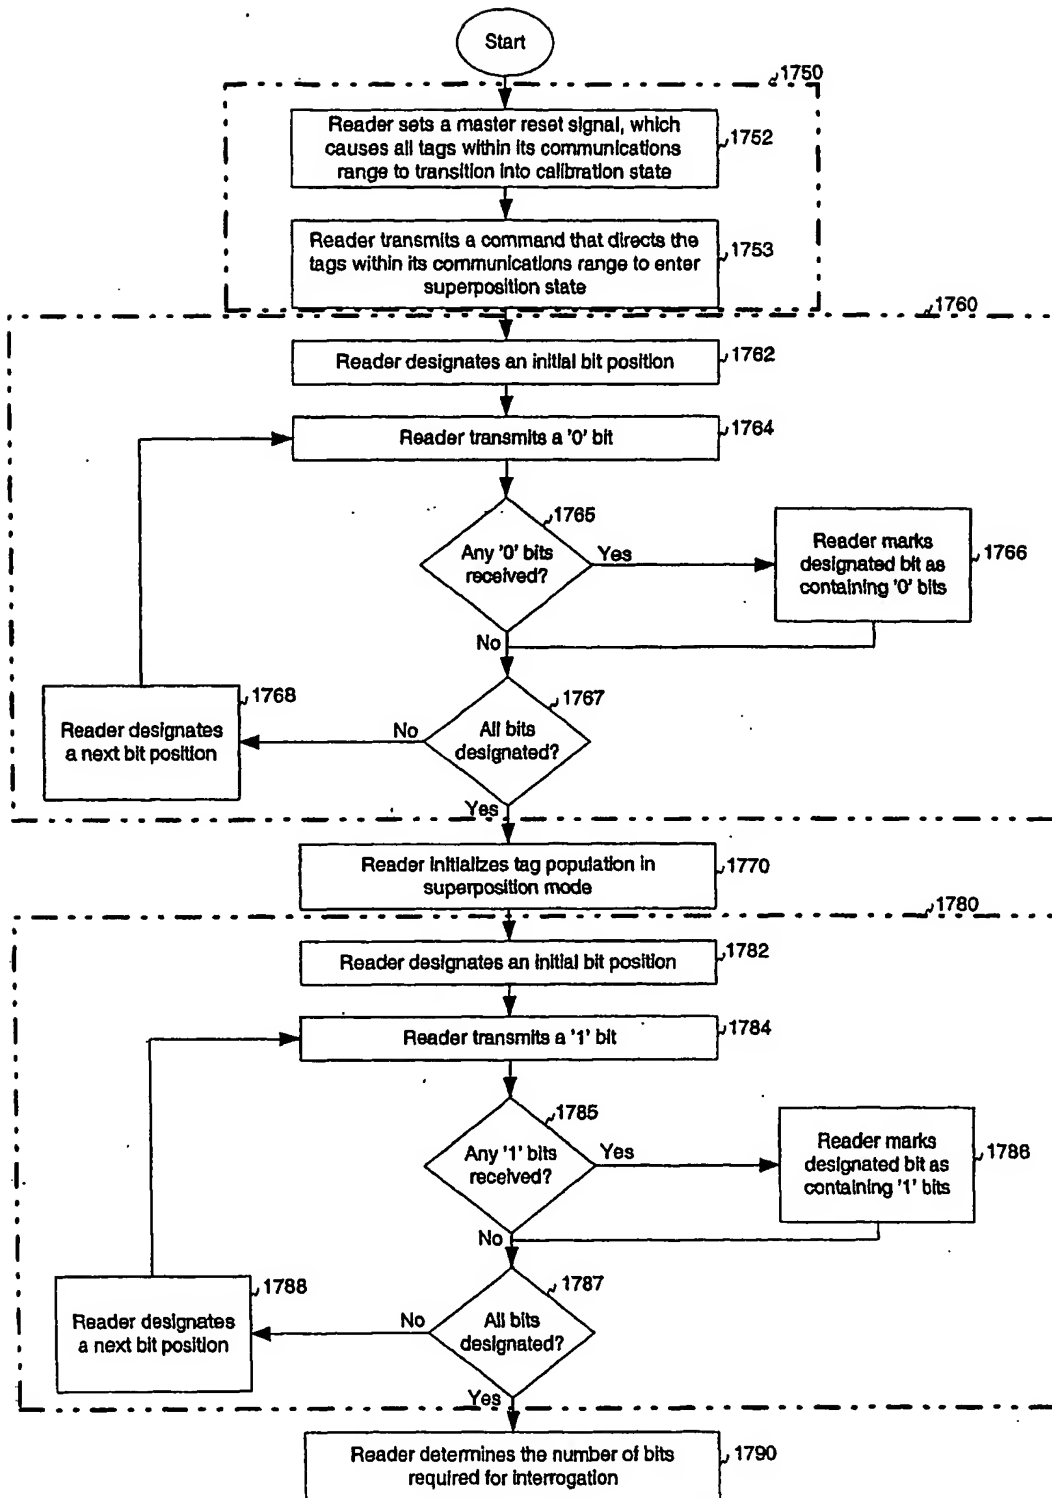 Start
1750
Reader sets a master reset signal, which
causes all tags within its communications
range to transition into calibration state
1752
Reader transmits a command that directs the
tags within its communications range to enter
superposition state
1753
1760
Reader designates an initial bit position
1762
Reader transmits a '0' bit
1764
1765
Any '0' bits
received?
Yes
Reader marks
designated bit as
containing '0' bits
1766
No
1767
All bits
designated?
No
1768
Reader designates
a next bit position
Yes
Reader initializes tag population in
superposition mode
1770
1780
Reader designates an initial bit position
1782
Reader transmits a '1' bit
1784
1785
Any '1' bits
received?
Yes
Reader marks
designated bit as
containing '1' bits
1786
No
1787
All bits
designated?
No
1788
Reader designates
a next bit position
Yes
Reader determines the number of bits
required for interrogation
1790